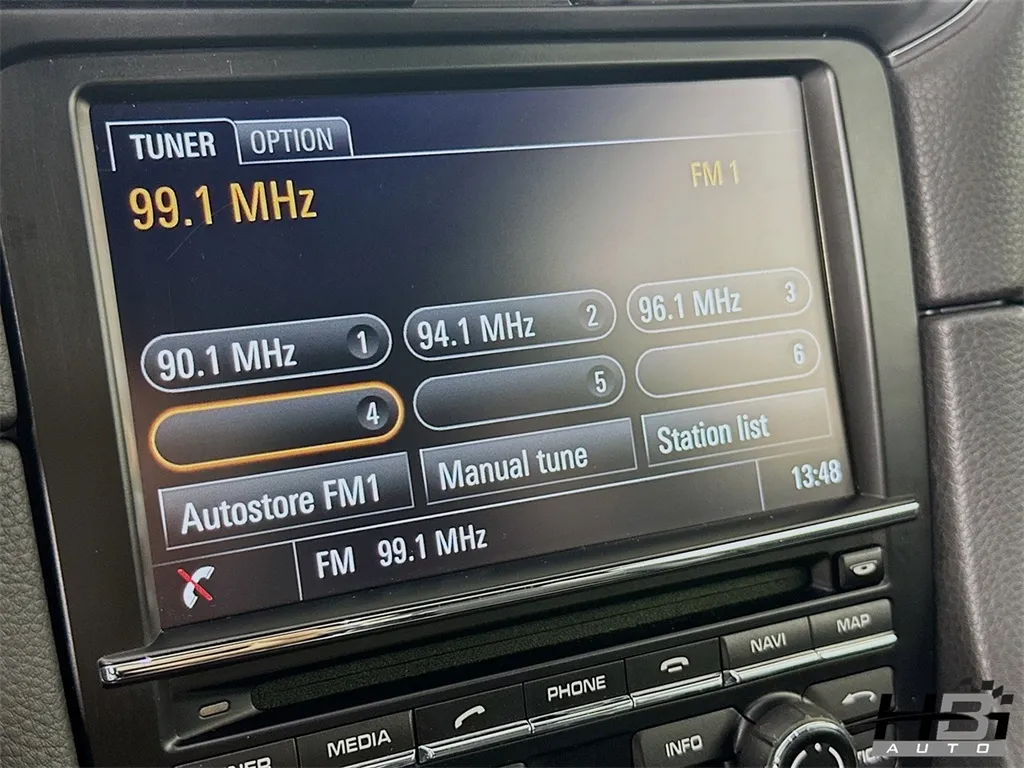 TUNER OPTION
99.1 MHz FM 1
90.1 MHz 1 94.1 MHz 2 96.1 MHz 3
4 5 6
Autostore FM1 Manual tune Station list
FM 99.1 MHz 13:48
NAVI MAP
MEDIA PHONE
INFO
HBI
AUTO